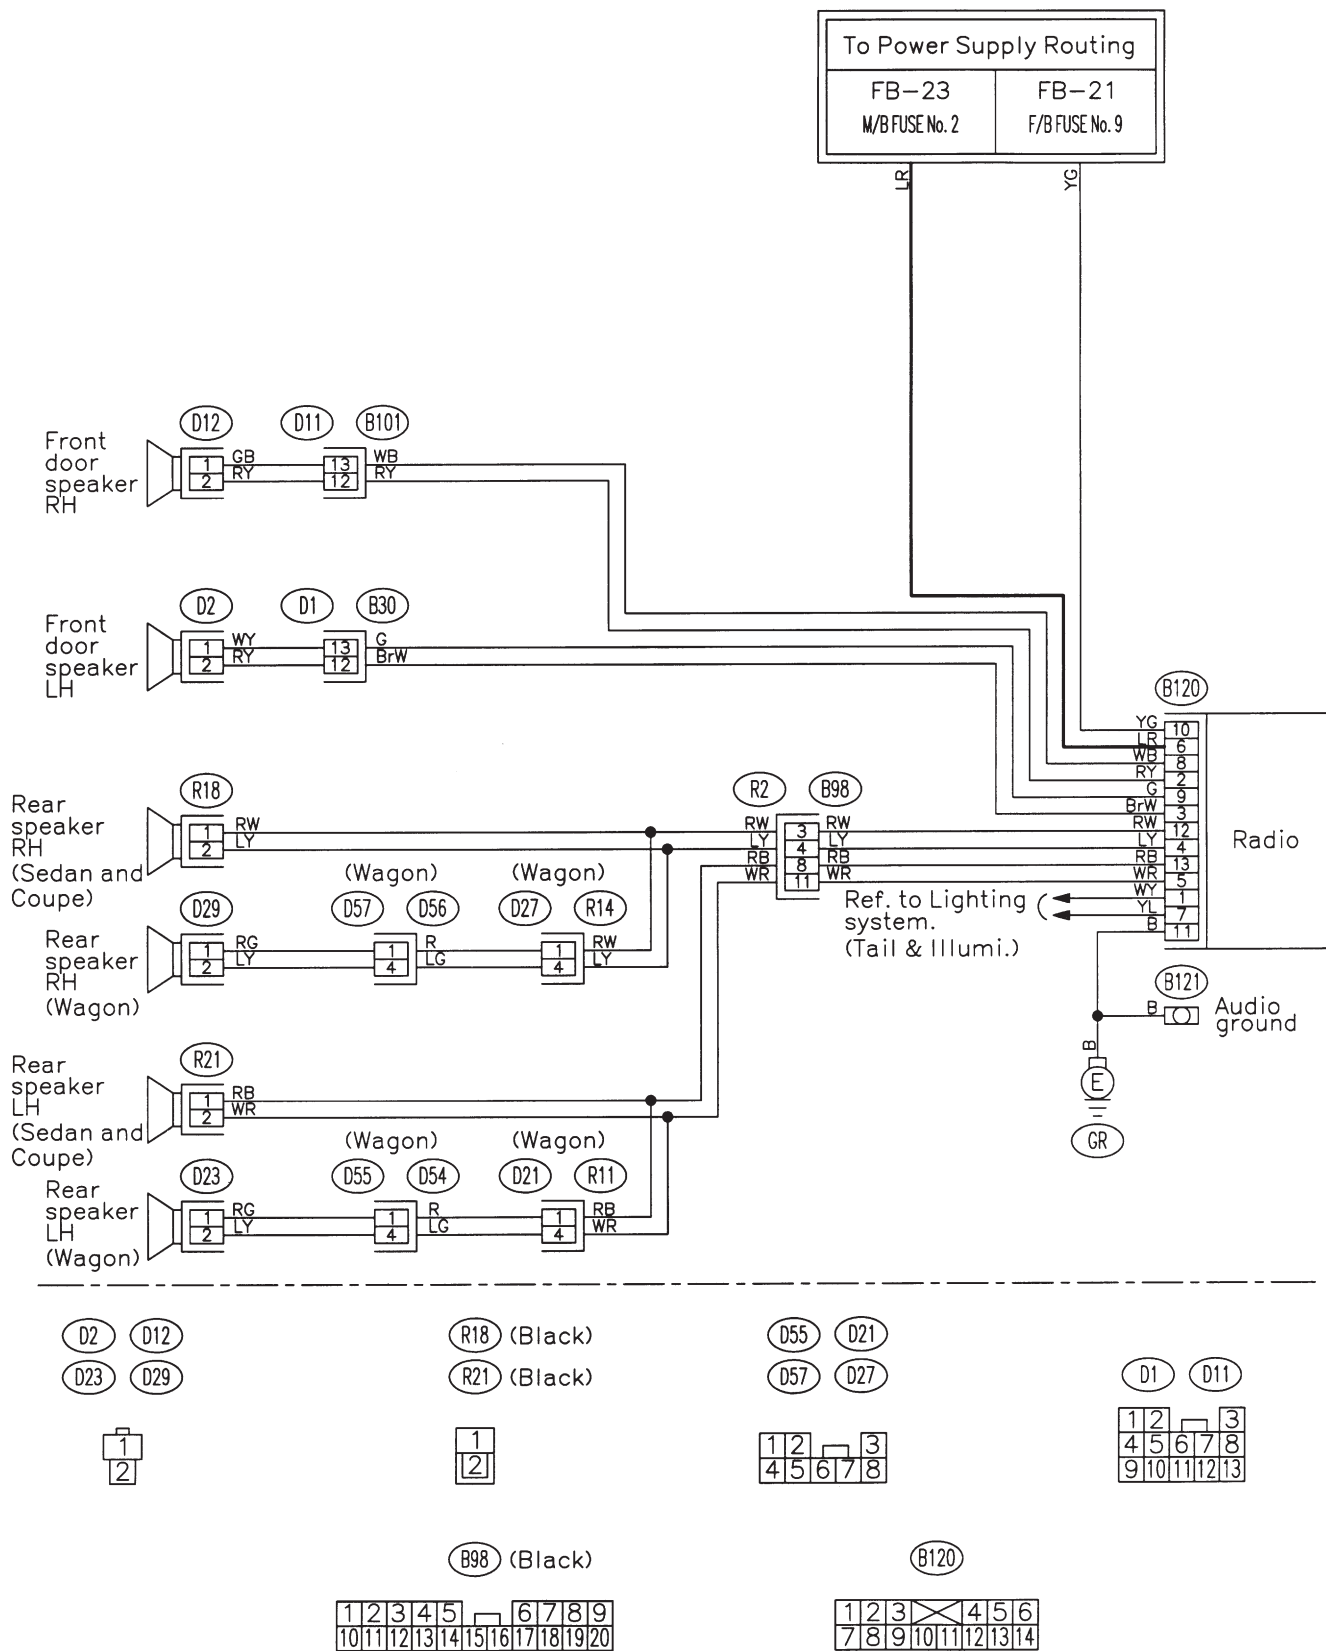 To Power Supply Routing
FB-23
FB-21
M/B FUSE No. 2
F/B FUSE No. 9
LR
YG
D12
D11
B101
Front
door
speaker
RH
1 GB 13 WB
2 RY 12 RY
D2
D1
B30
Front
door
speaker
LH
1 WY 13 G
2 RY 12 BrW
B120
YG 10
LR 6
WB 8
RY 2
G 9
BrW 3
RW 12
LY 4
RB 13
WR 5
WY 1
YL 7
B 11
Radio
R18
R2
B98
Rear
speaker
RH
(Sedan and
Coupe)
1 RW
2 LY
RW 3 RW
LY 4 LY
RB 8 RB
WR 11 WR
Ref. to Lighting
system.
(Tail & Illumi.)
(Wagon)
(Wagon)
D29
D57
D56
D27
R14
Rear
speaker
RH
(Wagon)
1 RG 1 R 1 RW
2 LY 4 LG 4 LY
B121
B
Audio
ground
B
E
GR
R21
Rear
speaker
LH
(Sedan and
Coupe)
1 RB
2 WR
(Wagon)
(Wagon)
D23
D55
D54
D21
R11
Rear
speaker
LH
(Wagon)
1 RG 1 R 1 RB
2 LY 4 LG 4 WR
D2 D12
D23 D29
1
2
R18 (Black)
R21 (Black)
1
2
D55 D21
D57 D27
1 2 3
4 5 6 7 8
D1 D11
1 2 3
4 5 6 7 8
9 10 11 12 13
B98 (Black)
1 2 3 4 5 6 7 8 9
10 11 12 13 14 15 16 17 18 19 20
B120
1 2 3 4 5 6
7 8 9 10 11 12 13 14